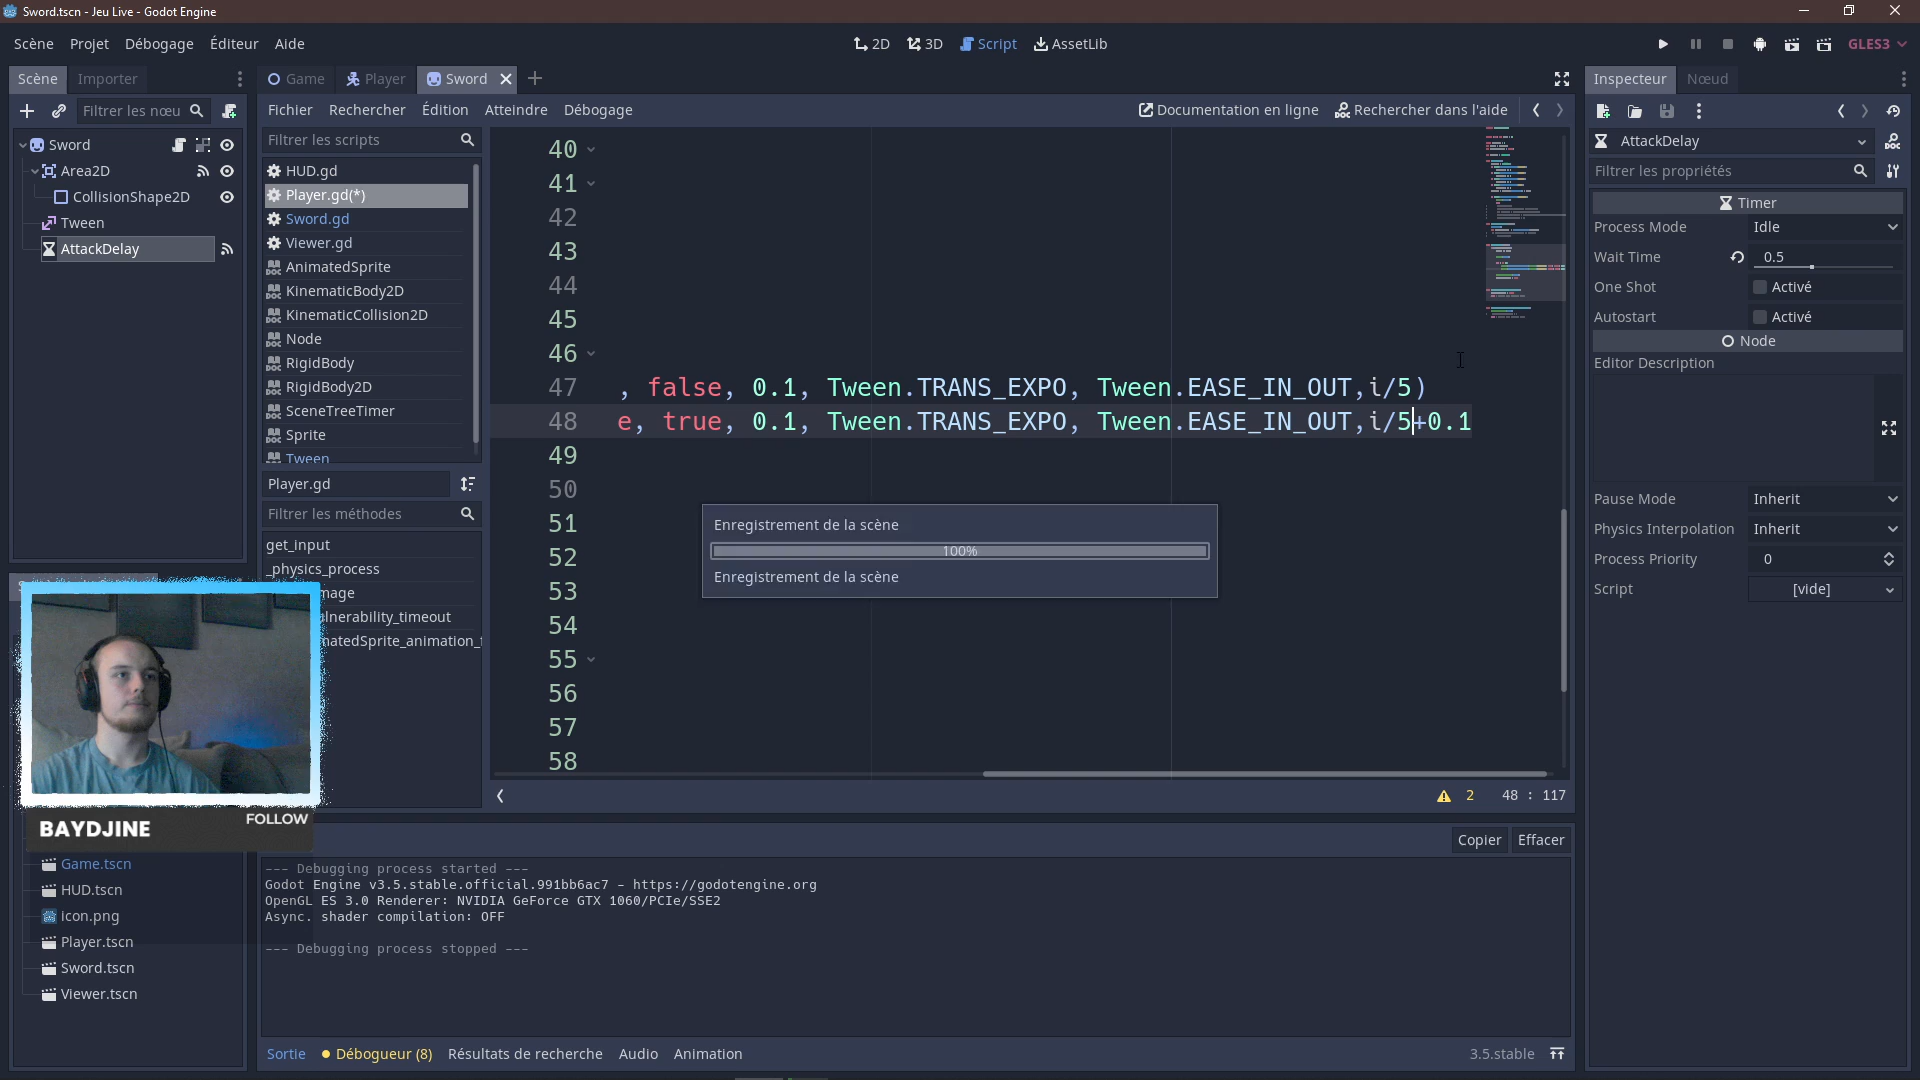 Sword.tscn - Jeu Live - Godot Engine
Scène Projet Débogage Éditeur Aide
2D 3D Script AssetLib
GLES3
Scène Importer
Game Player Sword
Inspecteur Nœud
Filtrer les nœu
Fichier Rechercher Édition Atteindre Débogage
Documentation en ligne Rechercher dans l'aide
Sword
Area2D
CollisionShape2D
Tween
AttackDelay
Filtrer les scripts
HUD.gd
Player.gd(*)
Sword.gd
Viewer.gd
AnimatedSprite
KinematicBody2D
KinematicCollision2D
Node
RigidBody
RigidBody2D
SceneTreeTimer
Sprite
Tween
Player.gd
Filtrer les méthodes
get_input
_physics_process
mage
lnerability_timeout
natedSprite_animation_f
40
41
42
43
44
45
46
47 , false, 0.1, Tween.TRANS_EXPO, Tween.EASE_IN_OUT,i/5)
48 e, true, 0.1, Tween.TRANS_EXPO, Tween.EASE_IN_OUT,i/5+0.1
49
50
51
52
53
54
55
56
57
58
Enregistrement de la scène
100%
Enregistrement de la scène
2 48 : 117
AttackDelay
Filtrer les propriétés
Timer
Process Mode Idle
Wait Time 0.5
One Shot Activé
Autostart Activé
Node
Editor Description
Pause Mode Inherit
Physics Interpolation Inherit
Process Priority 0
Script [vide]
BAYDJINE FOLLOW
Game.tscn
HUD.tscn
icon.png
Player.tscn
Sword.tscn
Viewer.tscn
Copier Effacer
--- Debugging process started ---
Godot Engine v3.5.stable.official.991bb6ac7 - https://godotengine.org
OpenGL ES 3.0 Renderer: NVIDIA GeForce GTX 1060/PCIe/SSE2
Async. shader compilation: OFF
--- Debugging process stopped ---
Sortie Débogueur (8) Résultats de recherche Audio Animation
3.5.stable